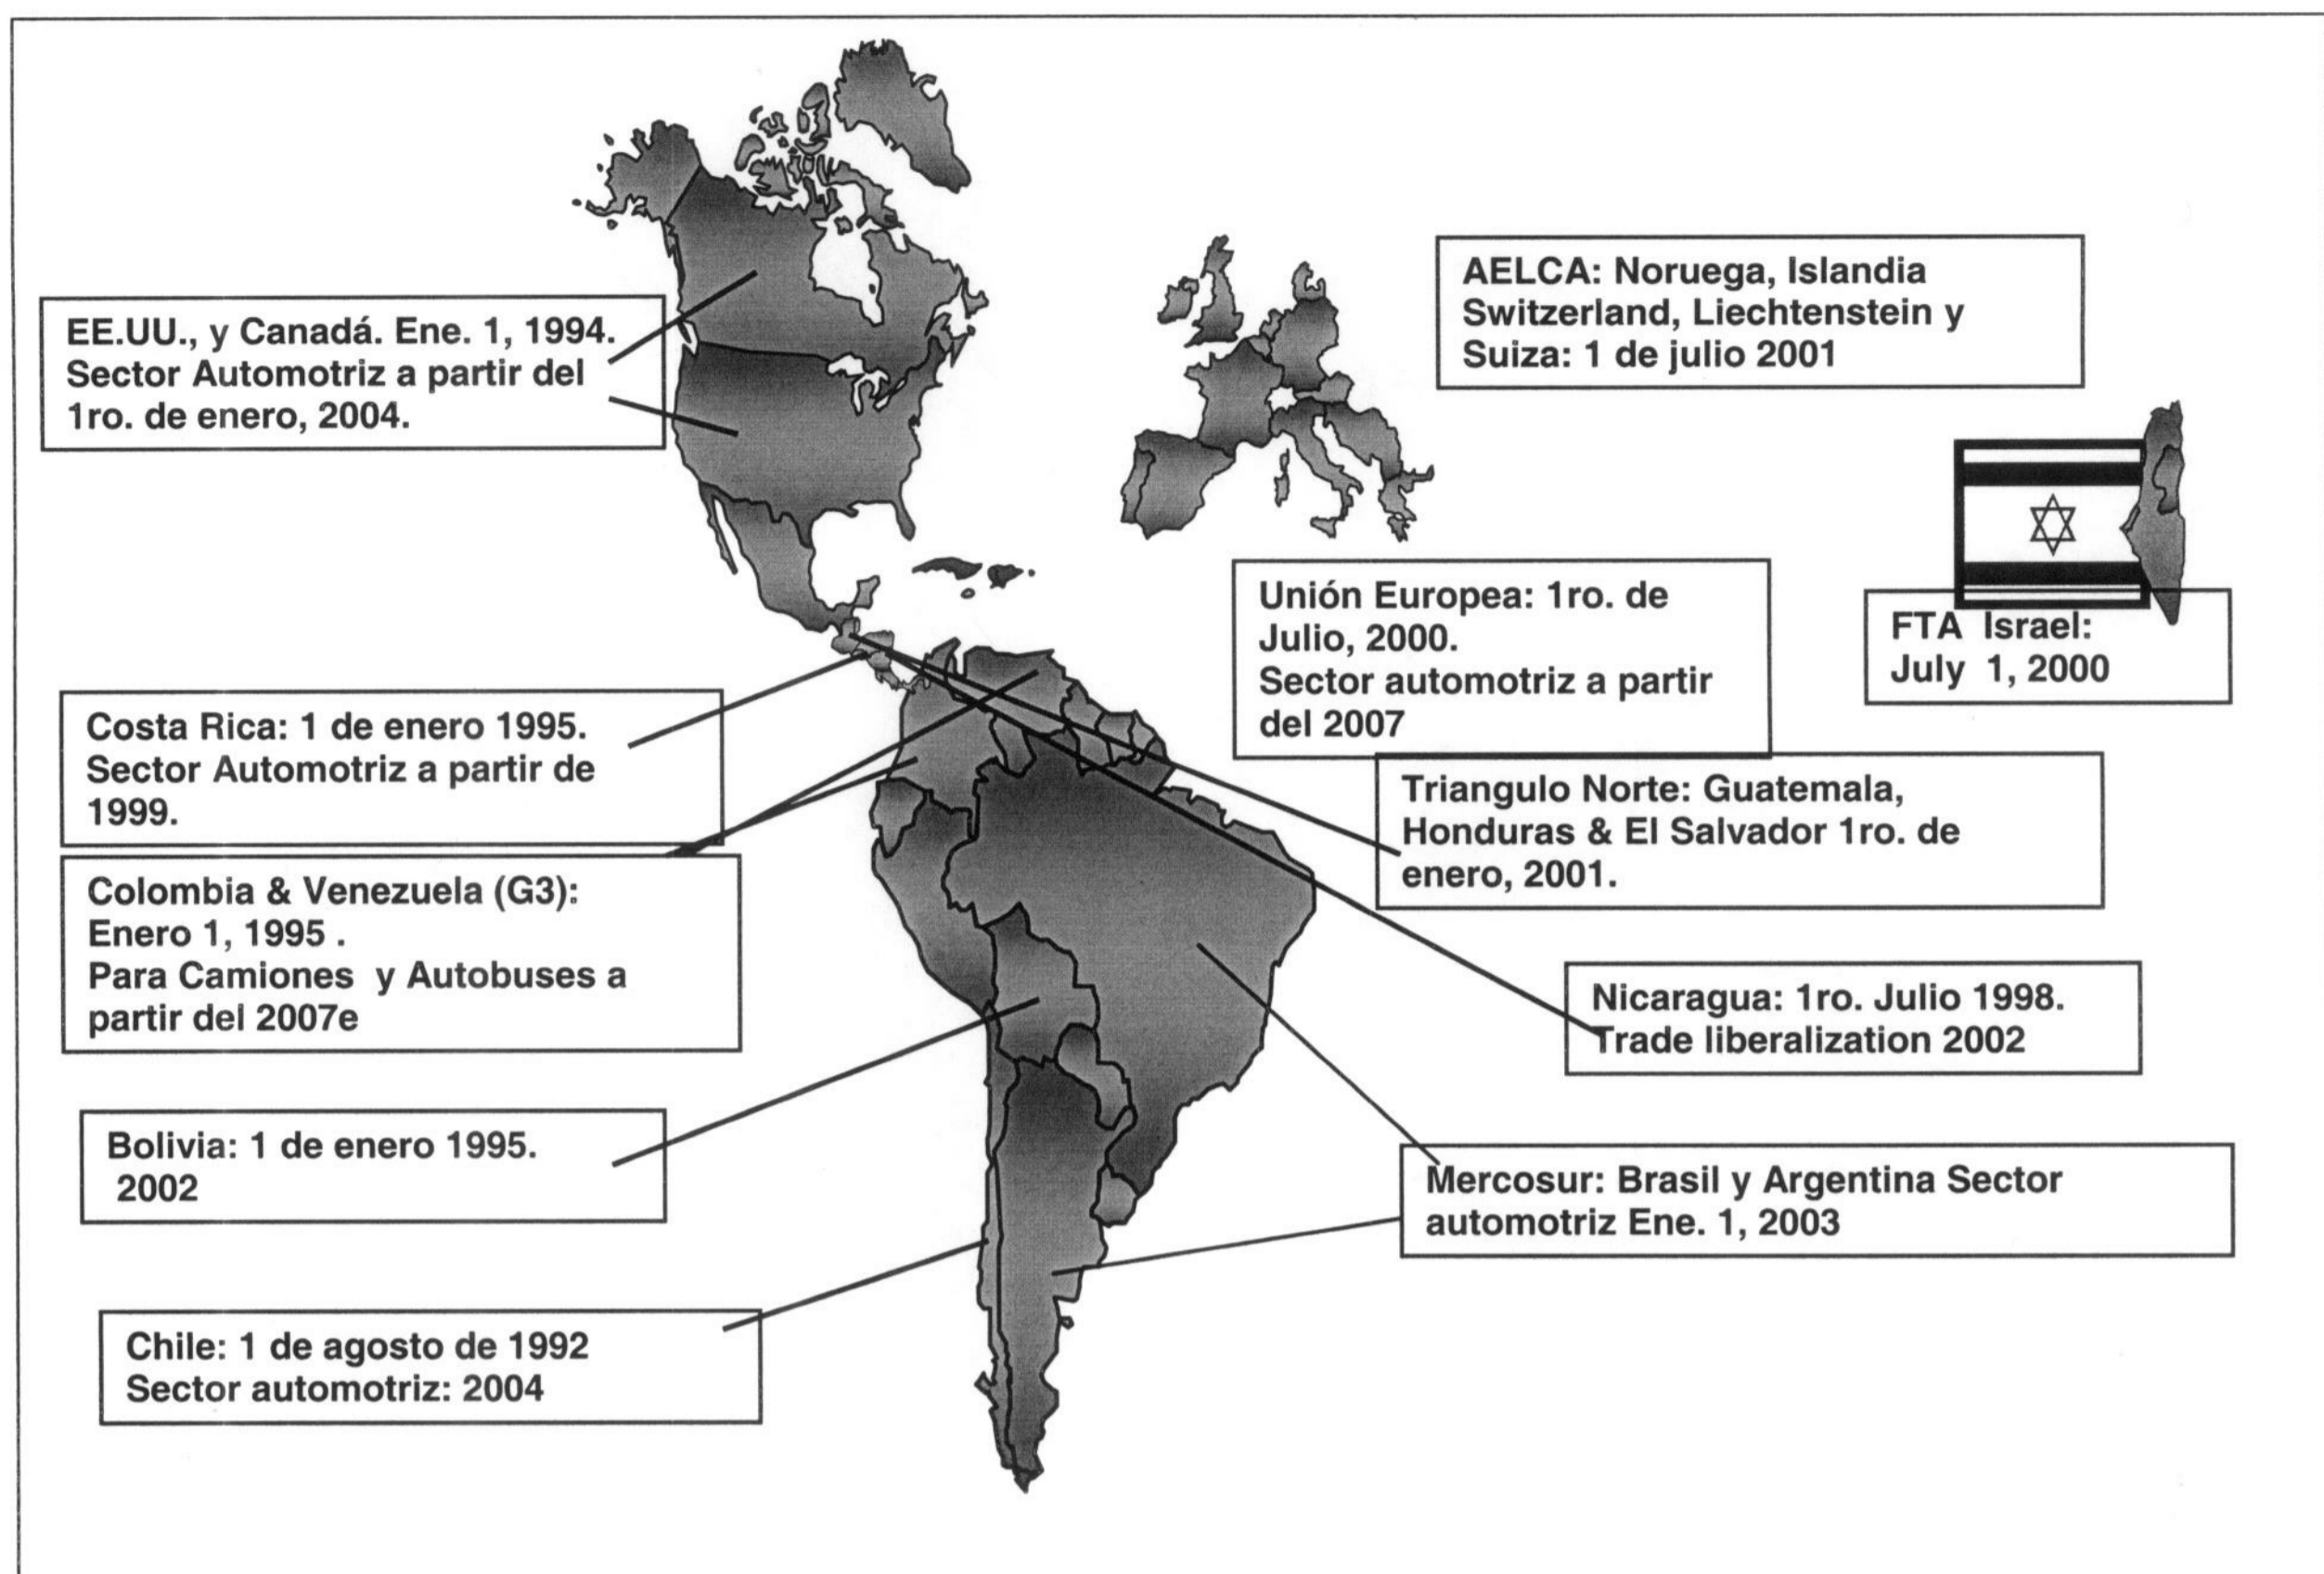 EE.UU., y Canadá. Ene. 1, 1994.
Sector Automotriz a partir del
1ro. de enero, 2004.
Costa Rica: 1 de enero 1995.
Sector Automotriz a partir de
1999.
Colombia & Venezuela (G3):
Enero 1, 1995 .
Para Camiones y Autobuses a
partir del 2007e
Bolivia: 1 de enero 1995.
2002
Chile: 1 de agosto de 1992
Sector automotriz: 2004
AELCA: Noruega, Islandia
Switzerland, Liechtenstein y
Suiza: 1 de julio 2001
FTA Israel:
July 1, 2000
Unión Europea: 1ro. de
Julio, 2000.
Sector automotriz a partir
del 2007
Triangulo Norte: Guatemala,
Honduras & El Salvador 1ro. de
enero, 2001.
Nicaragua: 1ro. Julio 1998.
Trade liberalization 2002
Mercosur: Brasil y Argentina Sector
automotriz Ene. 1, 2003